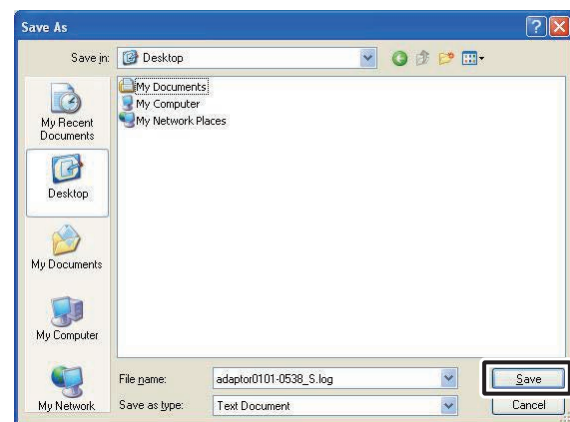 Save As
Save in:
Desktop
My Recent
Documents
Desktop
My Documents
My Computer
My Network
My Documents
My Computer
My Network Places
File name:
adaptor0101-0538_S.log
Save
Save as type:
Text Document
Cancel